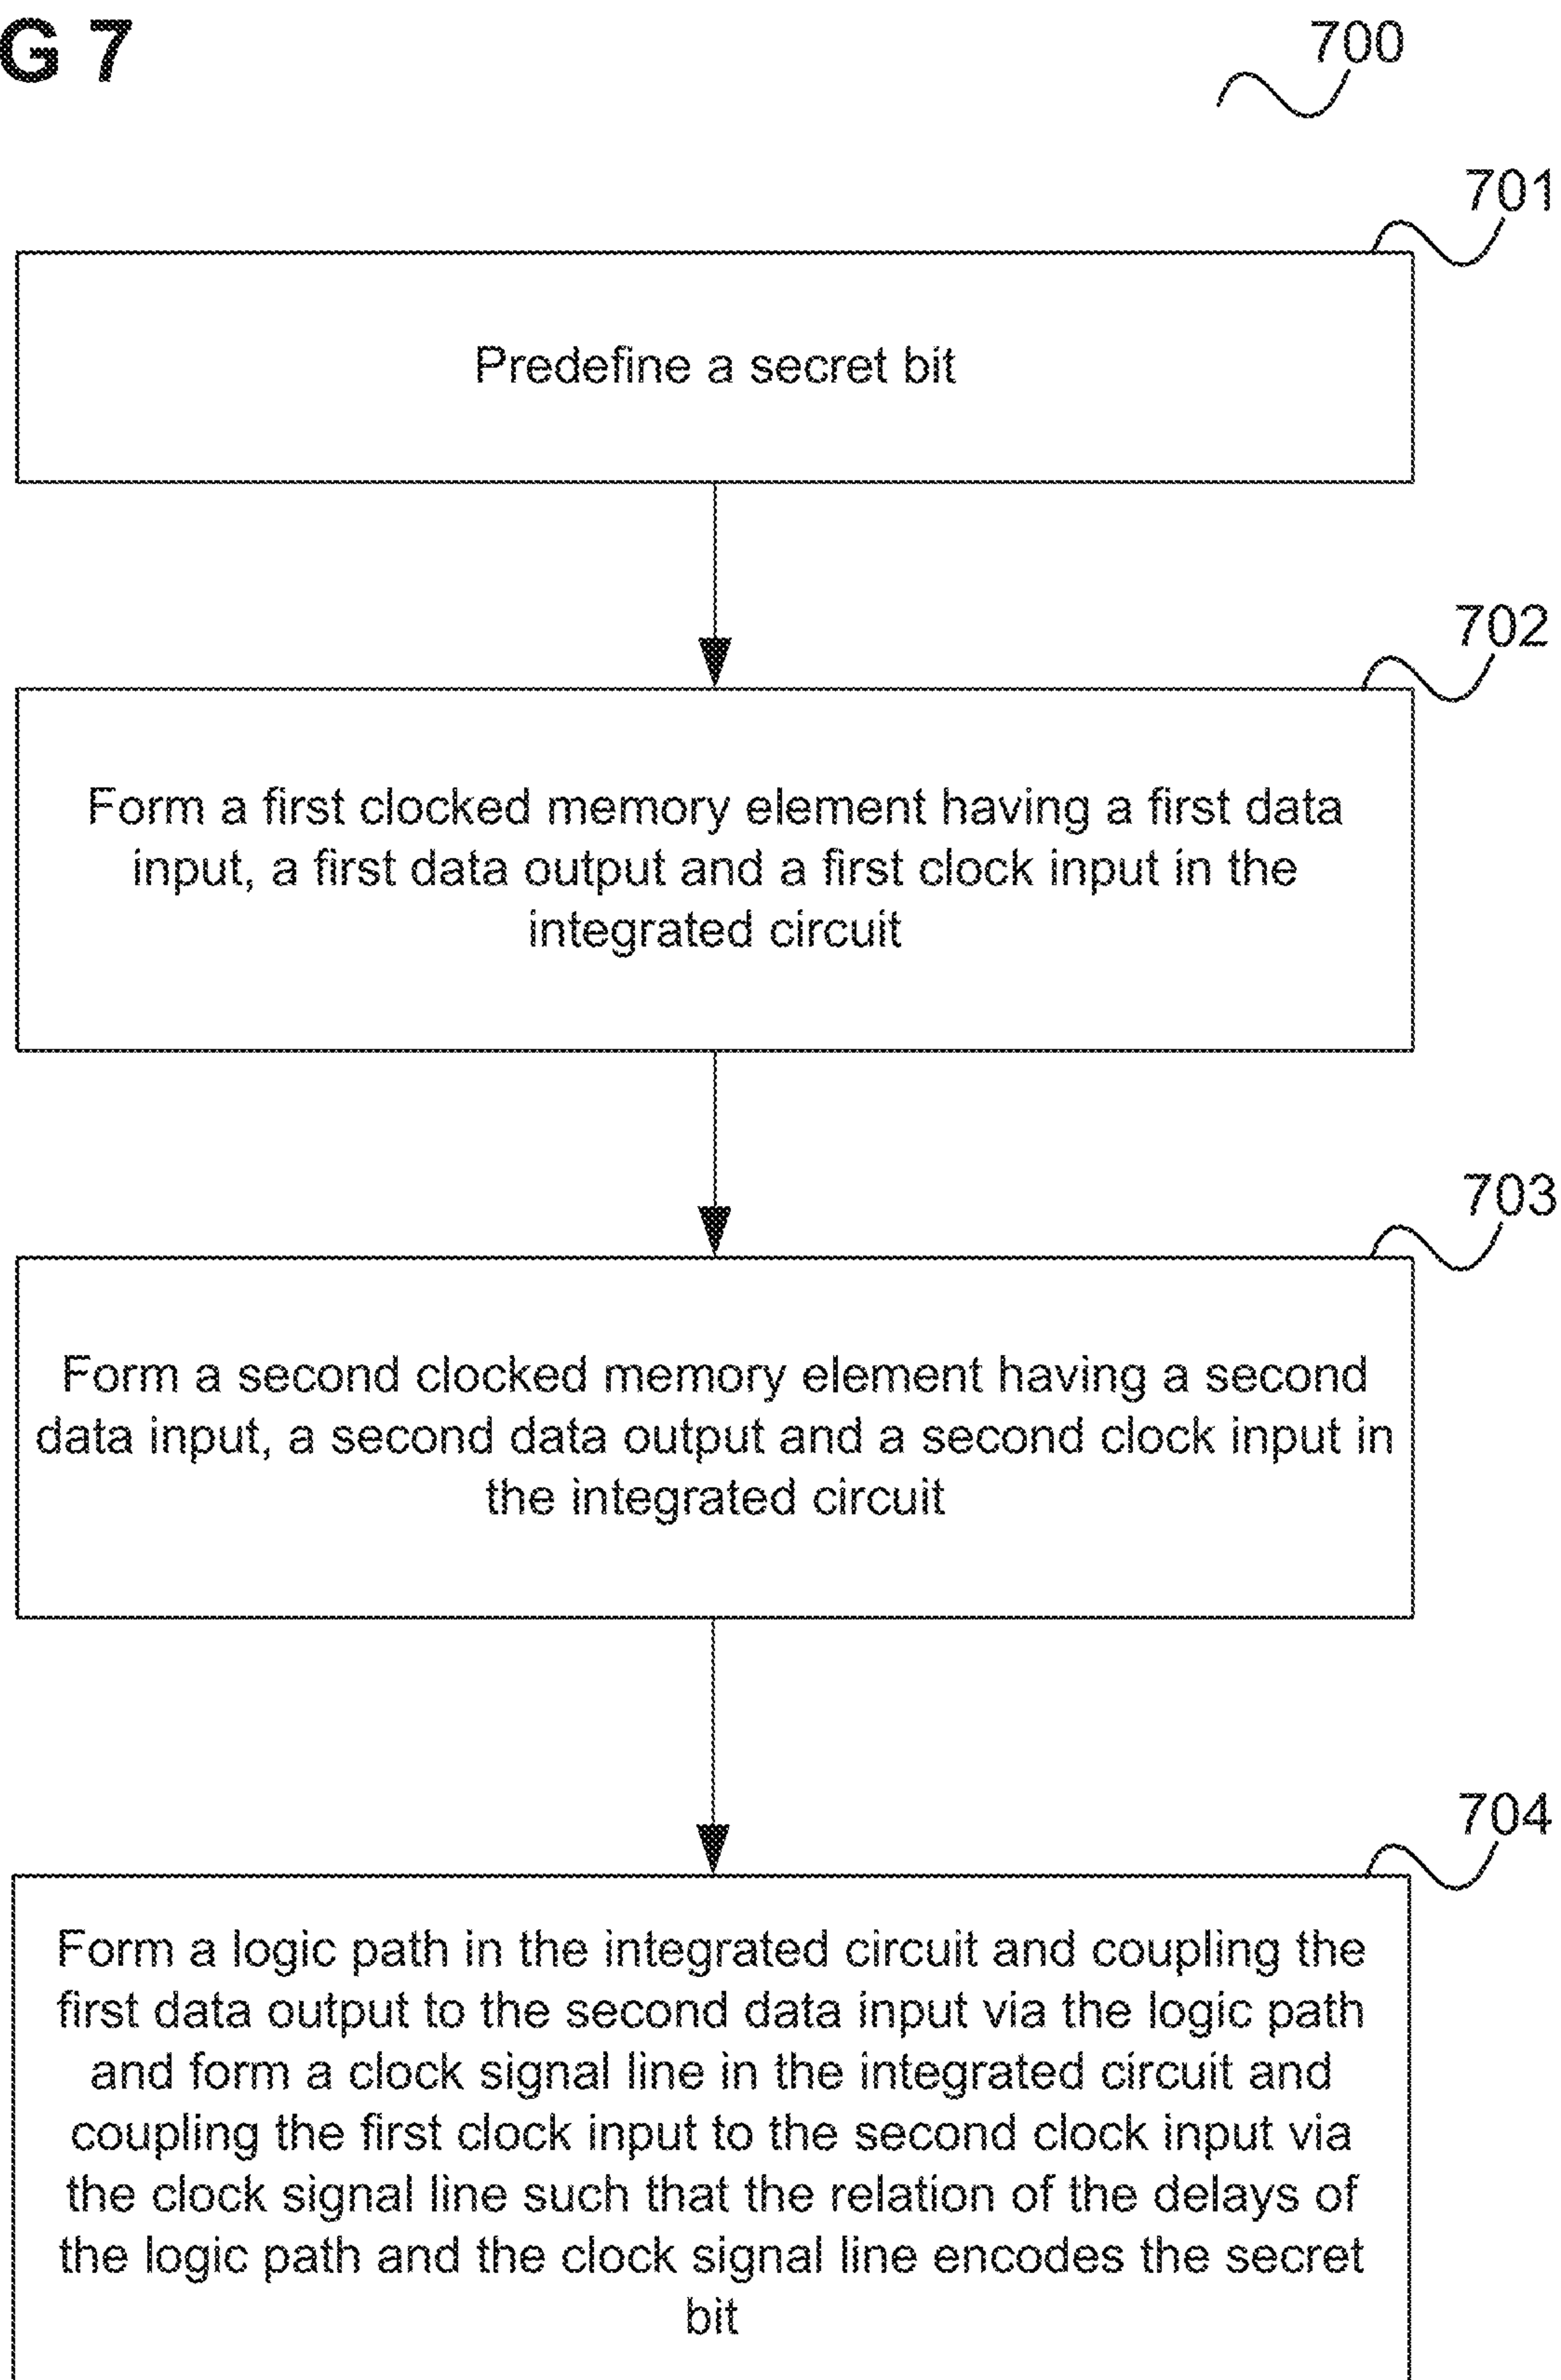 G 7
700
701
Predefine a secret bit
702
Form a first clocked memory element having a first data
input, a first data output and a first clock input in the
integrated circuit
703
Form a second clocked memory element having a second
data input, a second data output and a second clock input in
the integrated circuit
704
Form a logic path in the integrated circuit and coupling the
first data output to the second data input via the logic path
and form a clock signal line in the integrated circuit and
coupling the first clock input to the second clock input via
the clock signal line such that the relation of the delays of
the logic path and the clock signal line encodes the secret
bit